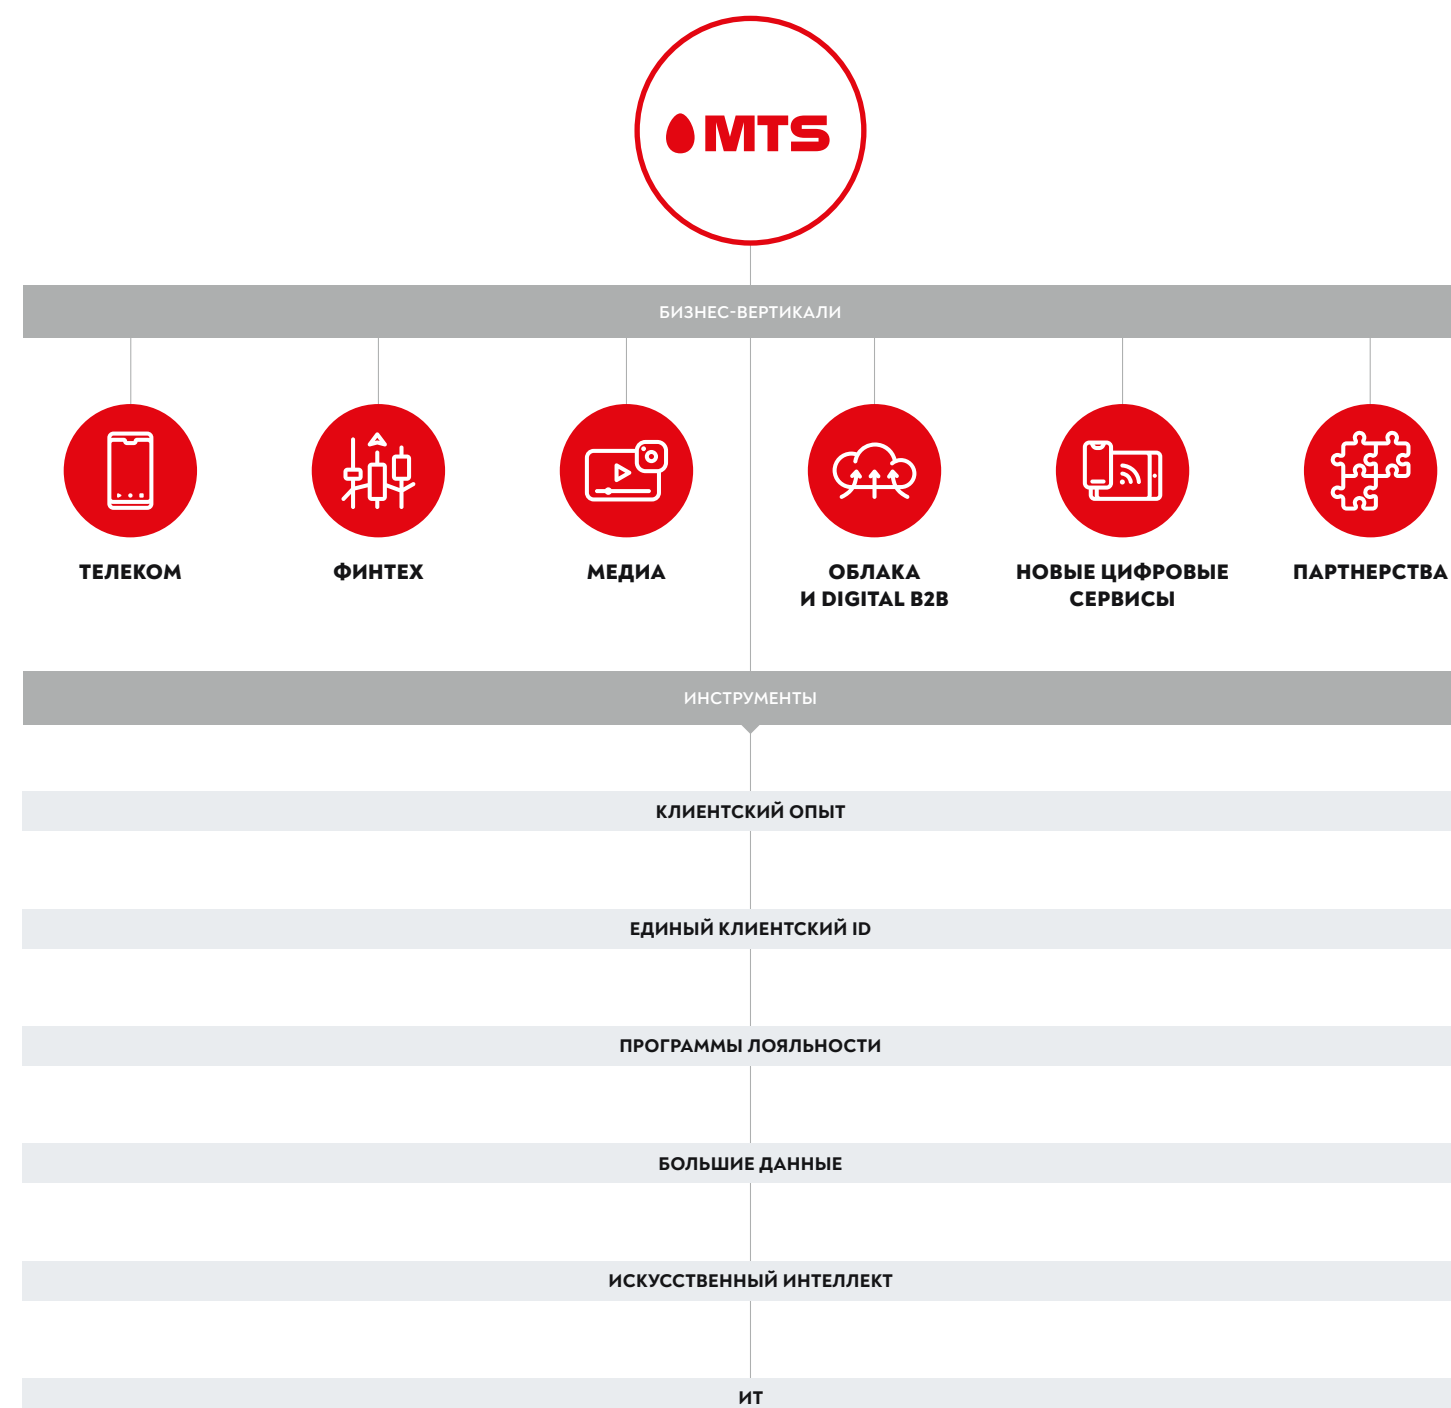 MTS
БИЗНЕС-ВЕРТИКАЛИ
ТЕЛЕКОМ
ФИНТЕХ
МЕДИА
ОБЛАКА
И DIGITAL B2B
НОВЫЕ ЦИФРОВЫЕ
СЕРВИСЫ
ПАРТНЕРСТВА
ИНСТРУМЕНТЫ
КЛИЕНТСКИЙ ОПЫТ
ЕДИНЫЙ КЛИЕНТСКИЙ ID
ПРОГРАММЫ ЛОЯЛЬНОСТИ
БОЛЬШИЕ ДАННЫЕ
ИСКУССТВЕННЫЙ ИНТЕЛЛЕКТ
ИТ